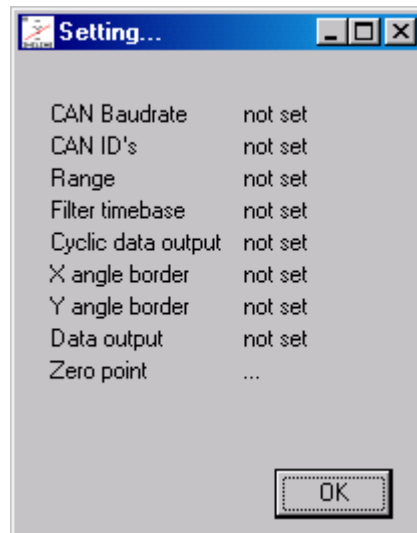 Setting...
CAN Baudrate not set
CAN ID's not set
Range not set
Filter timebase not set
Cyclic data output not set
X angle border not set
Y angle border not set
Data output not set
Zero point ...
OK